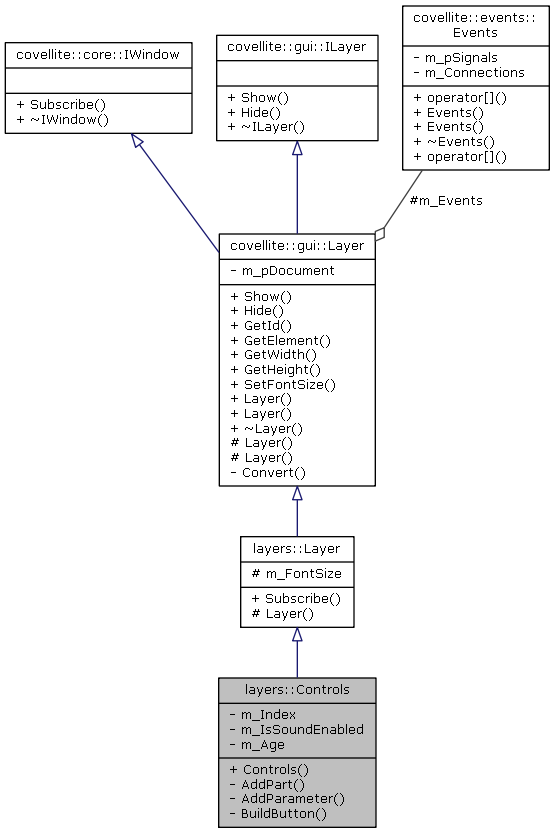 covellite::core::IWindow
+ Subscribe()
+ ~IWindow()
covellite::gui::ILayer
+ Show()
+ Hide()
+ ~ILayer()
covellite::events::
Events
- m_pSignals
- m_Connections
+ operator[]()
+ Events()
+ Events()
+ ~Events()
+ operator[]()
#m_Events
covellite::gui::Layer
- m_pDocument
+ Show()
+ Hide()
+ GetId()
+ GetElement()
+ GetWidth()
+ GetHeight()
+ SetFontSize()
+ Layer()
+ Layer()
+ ~Layer()
# Layer()
# Layer()
- Convert()
layers::Layer
# m_FontSize
+ Subscribe()
# Layer()
layers::Controls
- m_Index
- m_IsSoundEnabled
- m_Age
+ Controls()
- AddPart()
- AddParameter()
- BuildButton()